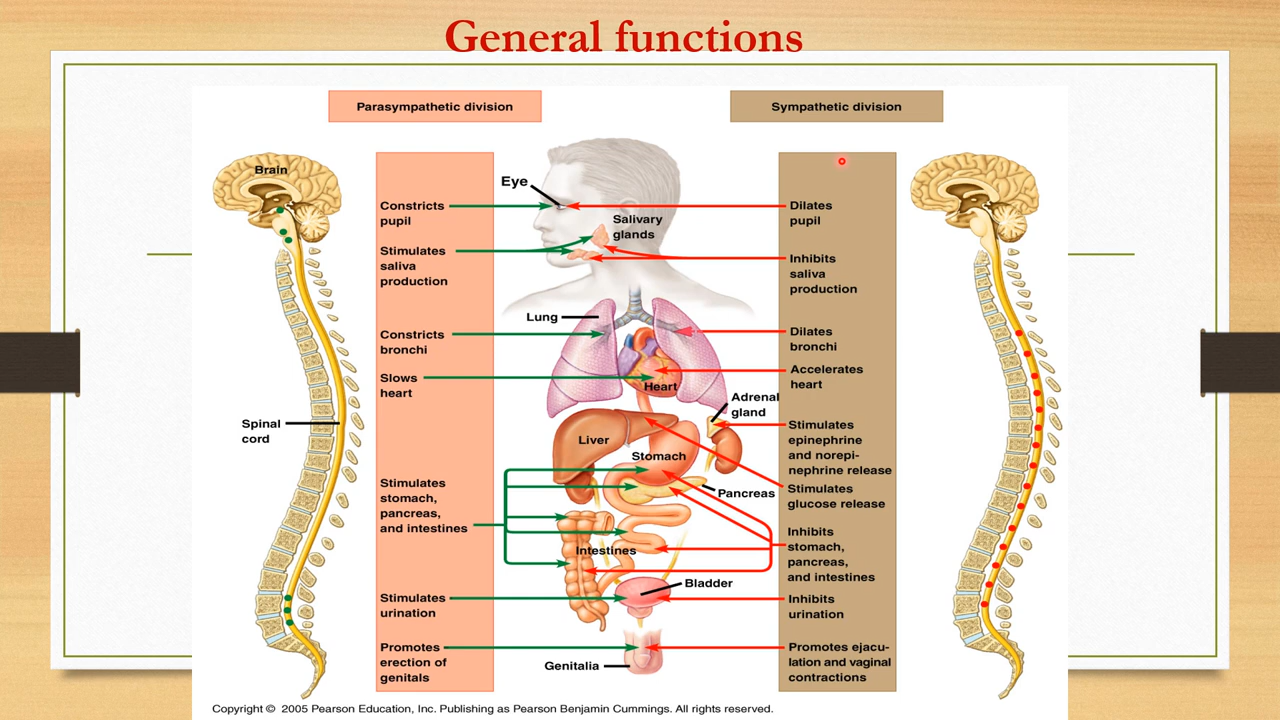 General functions
Parasympathetic division
Sympathetic division
Brain
Spinal
cord
Constricts
pupil
Stimulates
saliva
production
Constricts
bronchi
Slows
heart
Stimulates
stomach,
pancreas,
and intestines
Stimulates
urination
Promotes
erection of
genitals
Eye
Salivary
glands
Lung
Heart
Adrenal
gland
Liver
Stomach
Pancreas
Intestines
Bladder
Genitalia
Dilates
pupil
Inhibits
saliva
production
Dilates
bronchi
Accelerates
heart
Stimulates
epinephrine
and norepi-
nephrine release
Stimulates
glucose release
Inhibits
stomach,
pancreas,
and intestines
Inhibits
urination
Promotes ejacu-
lation and vaginal
contractions
Copyright © 2005 Pearson Education, Inc. Publishing as Pearson Benjamin Cummings. All rights reserved.